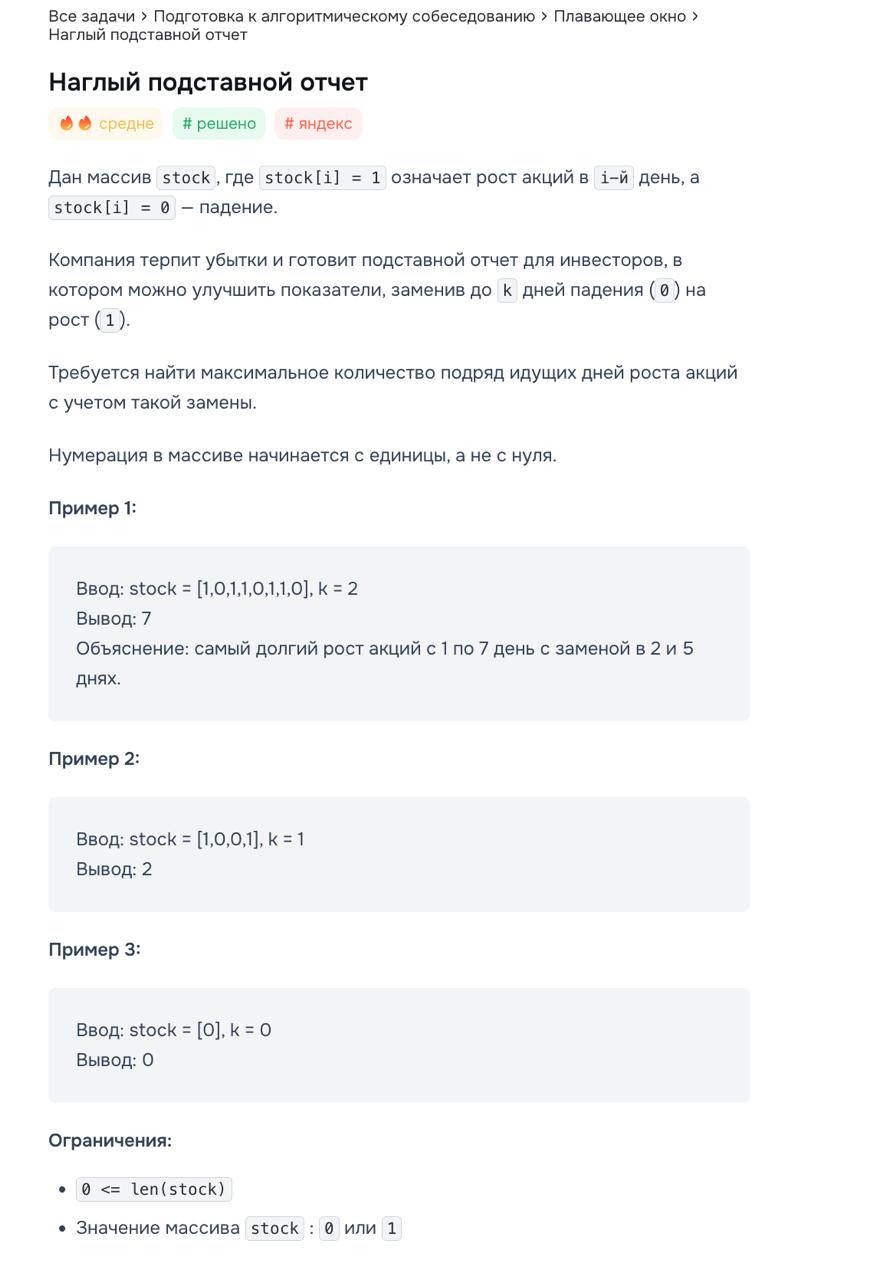 Все задачи › Подготовка к алгоритмическому собеседованию › Плавающее окно ›
Наглый подставной отчет
Наглый подставной отчет
🔥🔥 средне # решено # яндекс
Дан массив stock, где stock[i] = 1 означает рост акций в i-й день, а
stock[i] = 0 — падение.
Компания терпит убытки и готовит подставной отчет для инвесторов, в
котором можно улучшить показатели, заменив до k дней падения (0) на
рост (1).
Требуется найти максимальное количество подряд идущих дней роста акций
с учетом такой замены.
Нумерация в массиве начинается с единицы, а не с нуля.
Пример 1:
Ввод: stock = [1,0,1,1,0,1,1,0], k = 2
Вывод: 7
Объяснение: самый долгий рост акций с 1 по 7 день с заменой в 2 и 5
днях.
Пример 2:
Ввод: stock = [1,0,0,1], k = 1
Вывод: 2
Пример 3:
Ввод: stock = [0], k = 0
Вывод: 0
Ограничения:
• 0 <= len(stock)
• Значение массива stock : 0 или 1